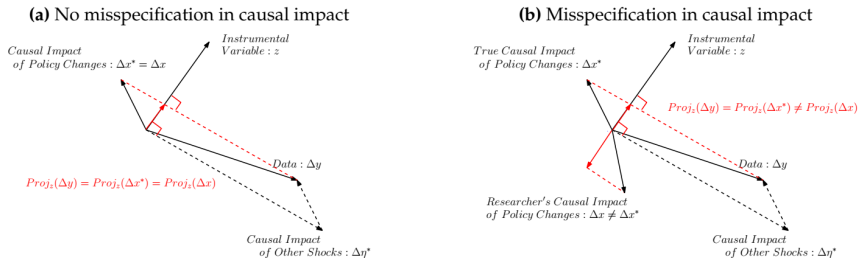 (a) No misspecification in causal impact
Instrumental
Variable : z
Causal Impact
of Policy Changes : Δx* = Δx
Data : Δy
Proj_z(Δy) = Proj_z(Δx*) = Proj_z(Δx)
Causal Impact
of Other Shocks : Δη*
(b) Misspecification in causal impact
Instrumental
Variable : z
True Causal Impact
of Policy Changes : Δx*
Proj_z(Δy) = Proj_z(Δx*) ≠ Proj_z(Δx)
Data : Δy
Researcher's Causal Impact
of Policy Changes : Δx ≠ Δx*
Causal Impact
of Other Shocks : Δη*